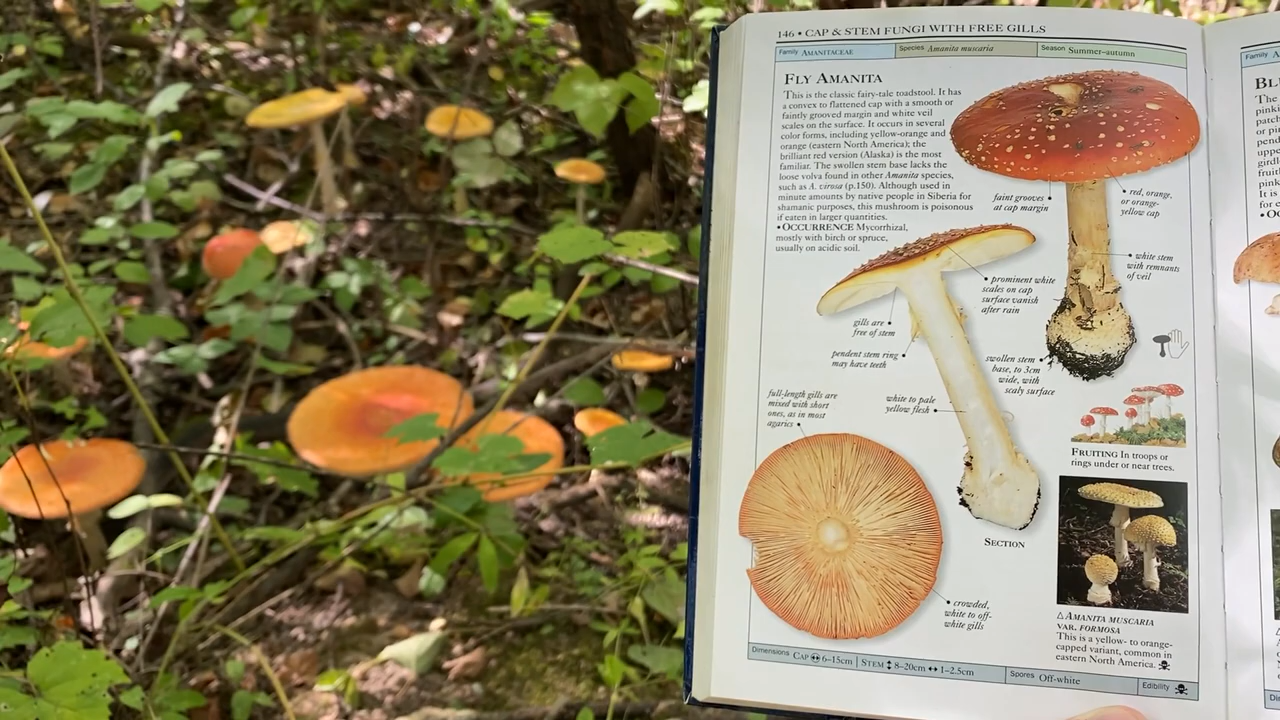 146 • CAP & STEM FUNGI WITH FREE GILLS
Family AMANITACEAE
Species Amanita muscaria
Season Summer–autumn
FLY AMANITA
This is the classic fairy-tale toadstool. It has
a convex to flattened cap with a smooth or
faintly grooved margin and white veil
scales on the surface. It occurs in several
color forms, including yellow-orange and
orange (eastern North America); the
brilliant red version (Alaska) is the most
familiar. The swollen stem base lacks the
loose volva found in other Amanita species,
such as A. virosa (p.150). Although used in
minute amounts by native people in Siberia for
shamanic purposes, this mushroom is poisonous
if eaten in larger quantities.
• OCCURRENCE Mycorrhizal,
mostly with birch or spruce,
usually on acidic soil.
faint grooves
at cap margin
red, orange,
or orange-
yellow cap
white stem
with remnants
of veil
prominent white
scales on cap
surface vanish
after rain
gills are
free of stem
pendent stem ring
may have teeth
swollen stem
base, to 3cm
wide, with
scaly surface
full-length gills are
mixed with short
ones, as in most
agarics
white to pale
yellow flesh
FRUITING In troops or
rings under or near trees.
SECTION
crowded,
white to off-
white gills
△ AMANITA MUSCARIA
VAR. FORMOSA
This is a yellow- to orange-
capped variant, common in
eastern North America.
Dimensions CAP 6–15cm | STEM 8–20cm 1–2.5cm
Spores Off-white
Edibility
Family
BL
The